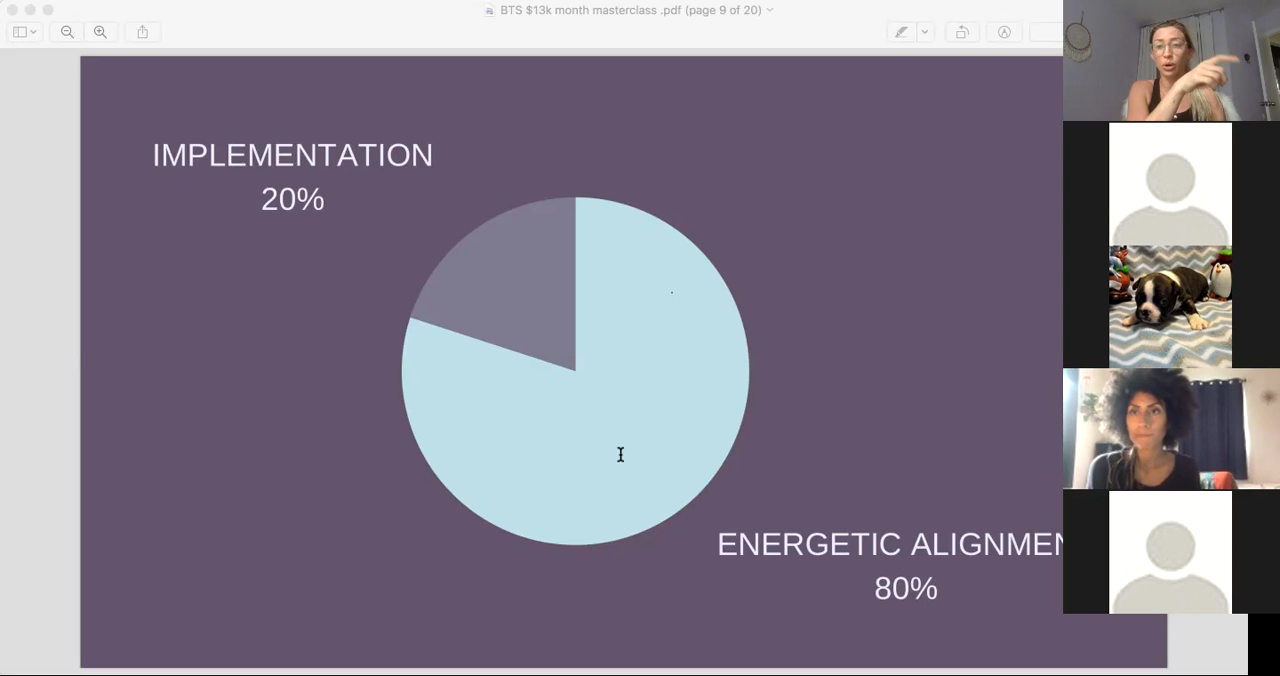 BTS $13k month masterclass .pdf (page 9 of 20)
IMPLEMENTATION
20%
ENERGETIC ALIGNMEN
80%